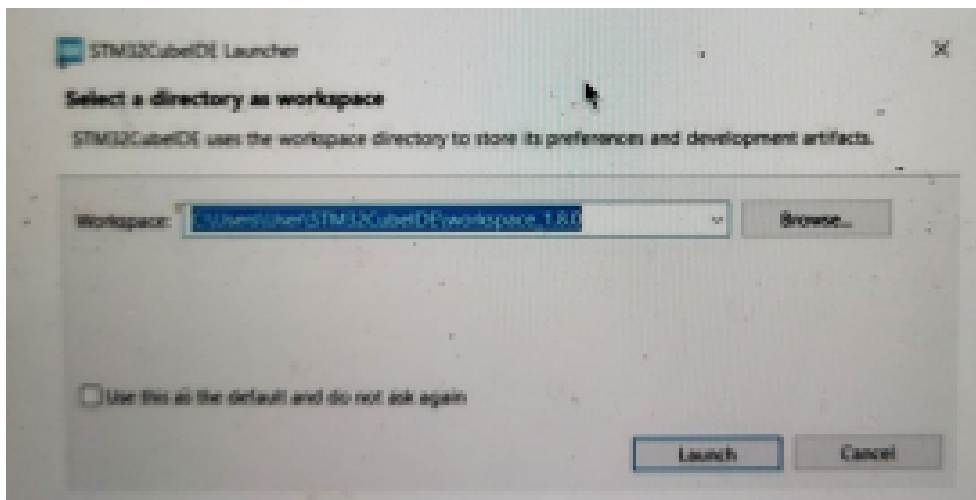 STM32CubeIDE Launcher
Select a directory as workspace
STM32CubeIDE uses the workspace directory to store its preferences and development artifacts.
Workspace: C:\Users\User\STM32CubeIDE\workspace_1.8.0 Browse...
Use this as the default and do not ask again
Launch Cancel